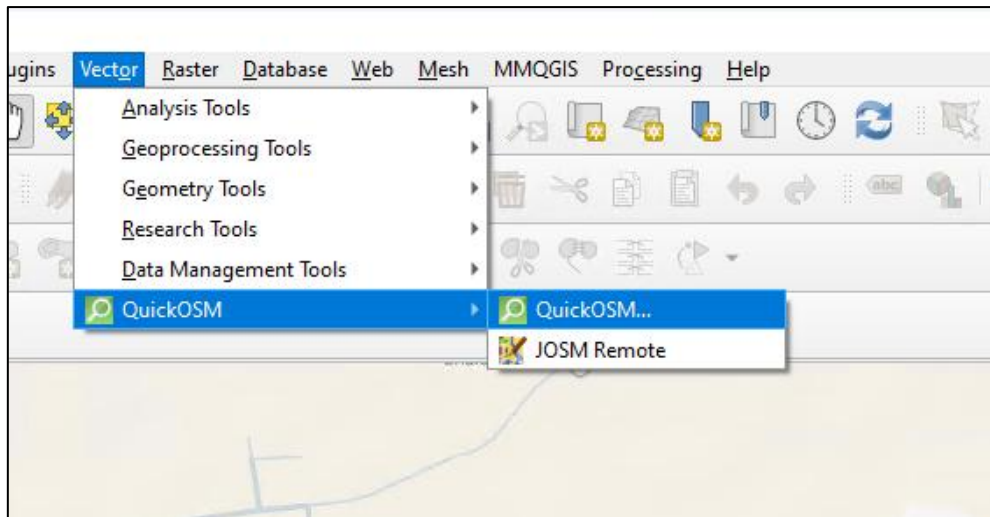 ugins Vector Raster Database Web Mesh MMQGIS Processing Help
Analysis Tools
Geoprocessing Tools
Geometry Tools
Research Tools
Data Management Tools
QuickOSM
QuickOSM...
JOSM Remote
abc